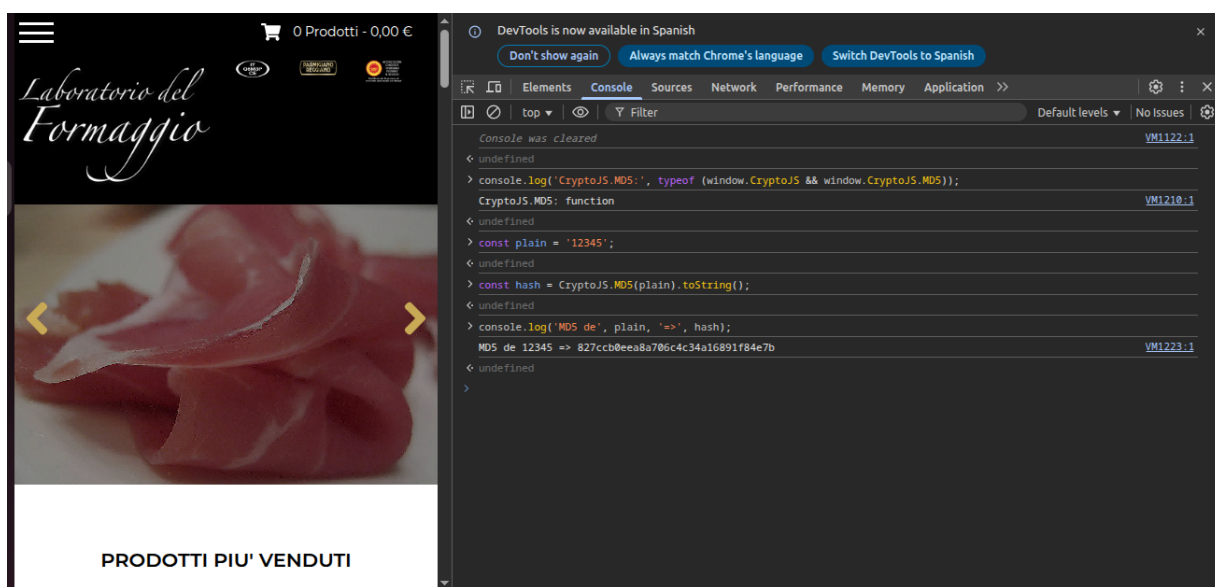 0 Prodotti - 0,00 €
PARMIGIANO
REGGIANO
Laboratorio del
Formaggio
PRODOTTI PIU' VENDUTI
DevTools is now available in Spanish
Don't show again Always match Chrome's language Switch DevTools to Spanish
Elements Console Sources Network Performance Memory Application
top Filter Default levels No Issues
Console was cleared VM1122:1
undefined
> console.log('CryptoJS.MD5:', typeof (window.CryptoJS && window.CryptoJS.MD5));
CryptoJS.MD5: function VM1210:1
undefined
> const plain = '12345';
undefined
> const hash = CryptoJS.MD5(plain).toString();
undefined
> console.log('MD5 de', plain, '=>', hash);
MD5 de 12345 => 827ccb0eea8a706c4c34a16891f84e7b VM1223:1
undefined
>